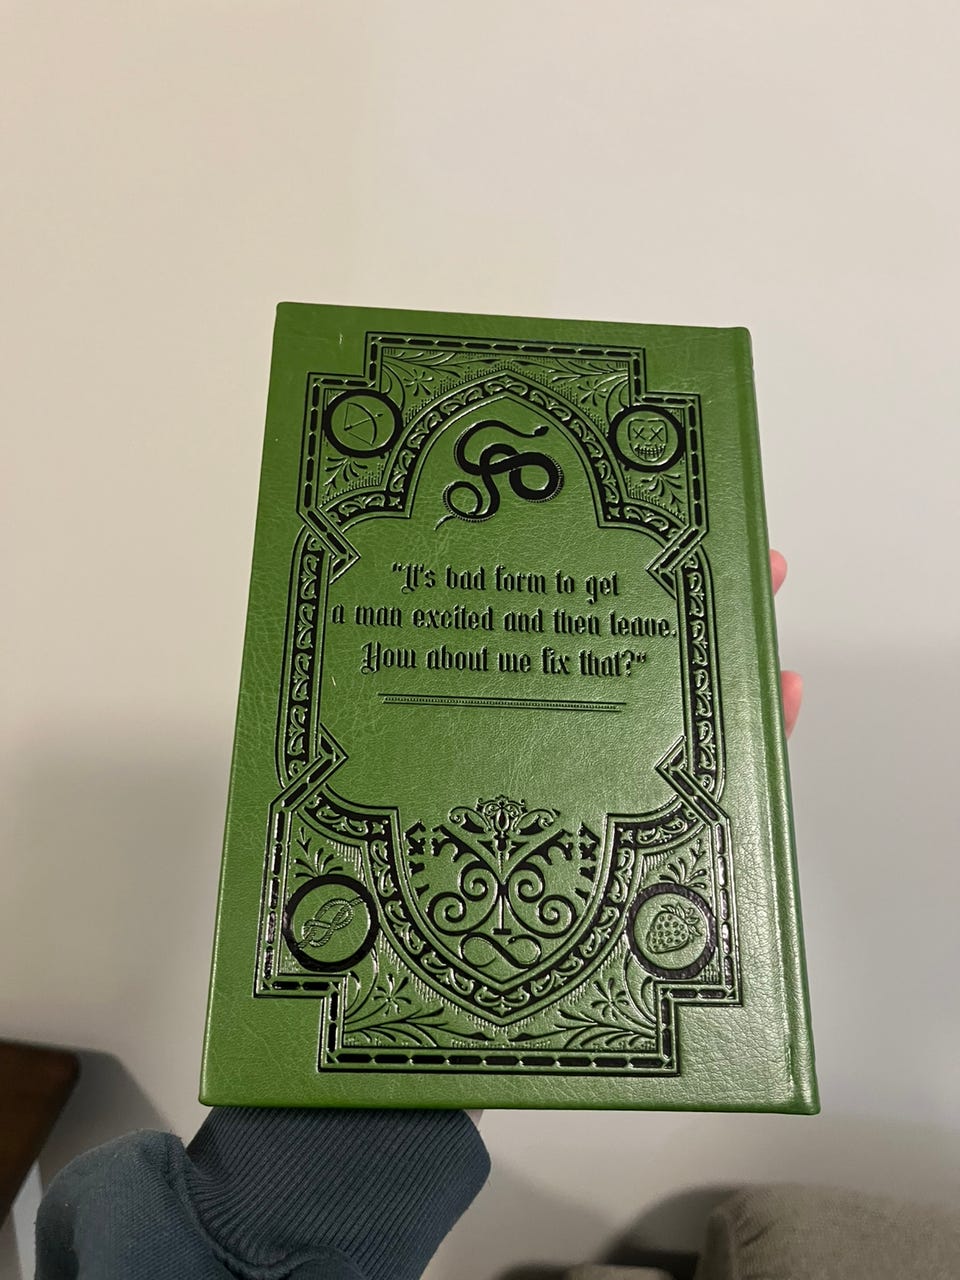 "It's bad form to get
a man excited and then leave.
How about we fix that?"